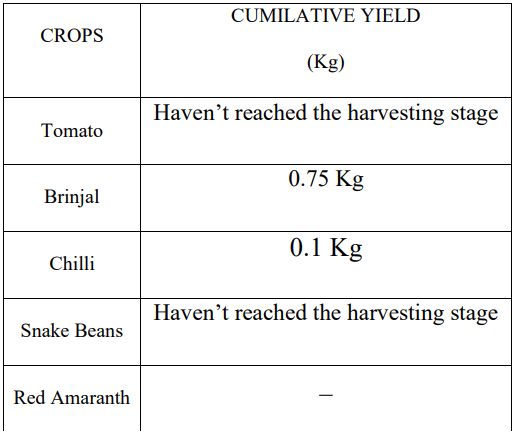 CROPS
CUMILATIVE YIELD
(Kg)
Tomato
Haven’t reached the harvesting stage
Brinjal
0.75 Kg
Chilli
0.1 Kg
Snake Beans
Haven’t reached the harvesting stage
Red Amaranth
–